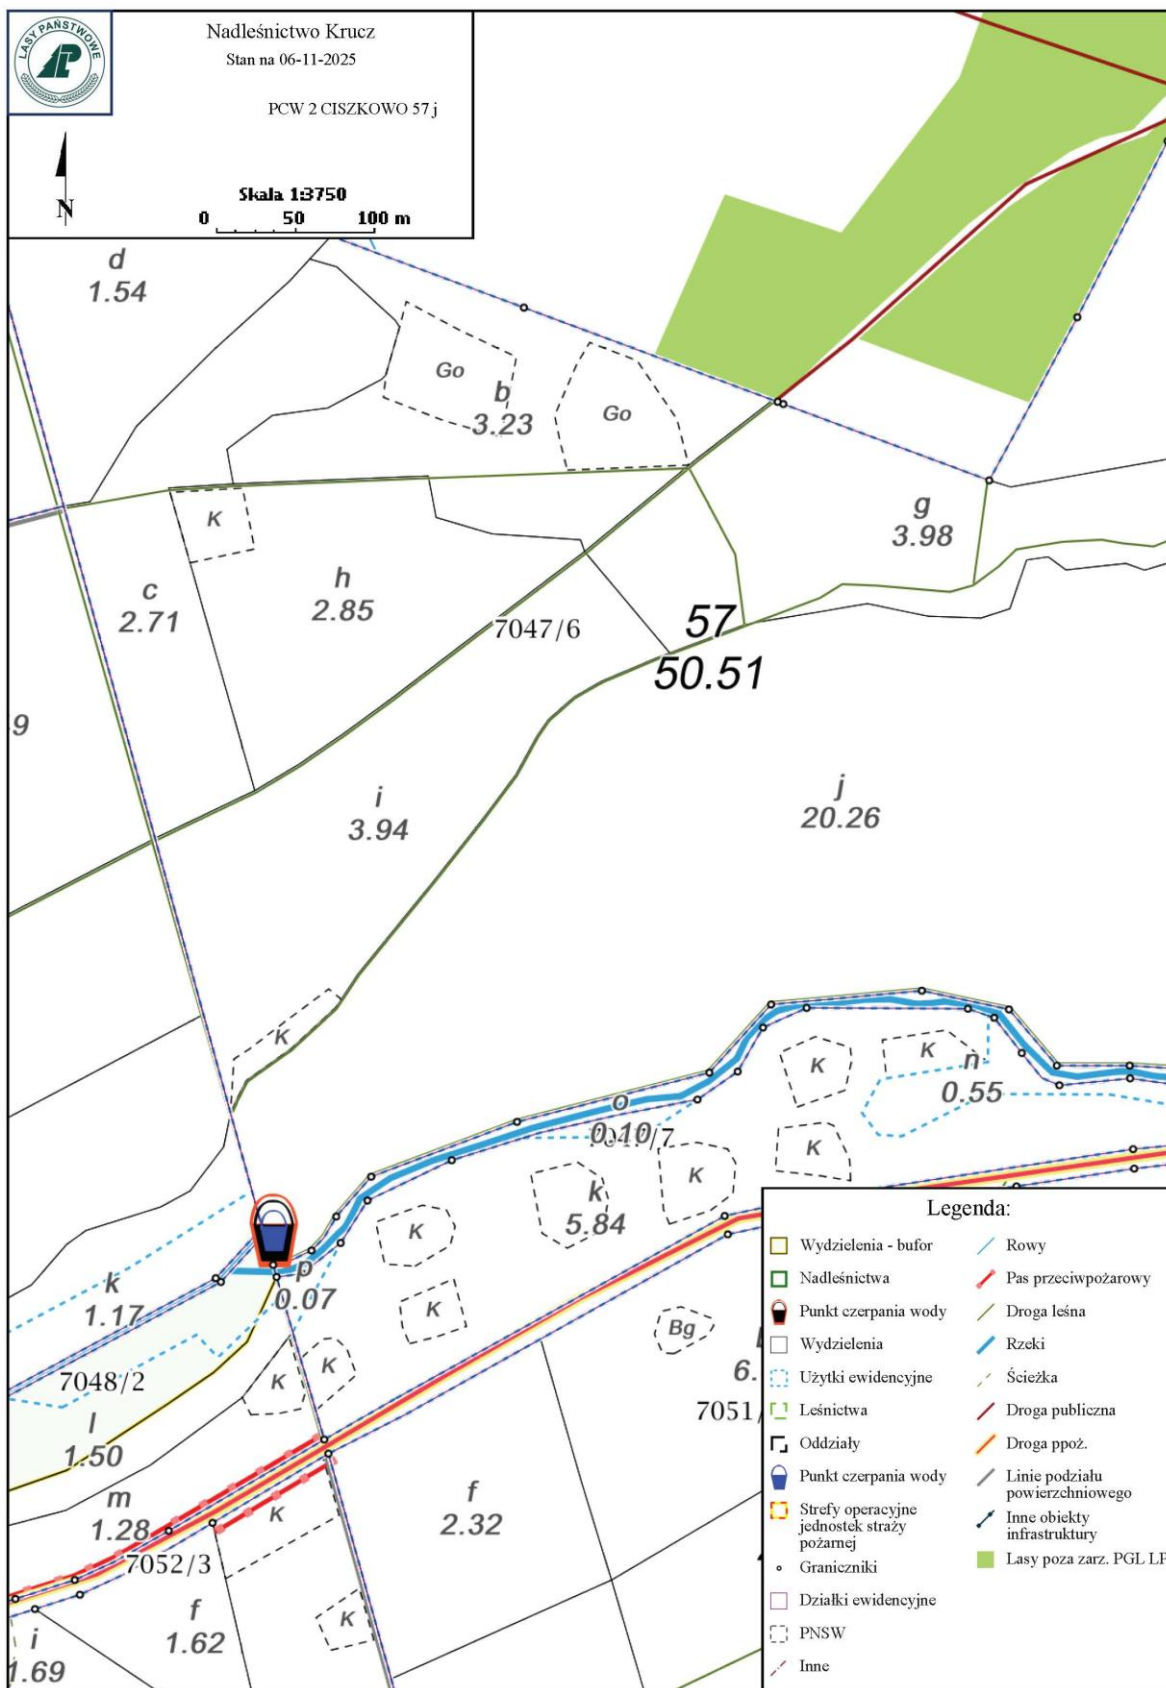 LASY PAŃSTWOWE
Nadleśnictwo Krucz
Stan na 06-11-2025
PCW 2 CISZKOWO 57 j
N
Skala 1:3750
0 50 100 m
d
1.54
Go
b
3.23
Go
K
g
3.98
c
2.71
h
2.85
7047/6
57
50.51
9
i
3.94
j
20.26
K
K
K
n
0.55
o
0.10
K
K
k
5.84
K
p
0.07
k
1.17
K
Bg
6.
7048/2
K
K
7051/
l
1.50
m
1.28
K
f
2.32
7052/3
f
1.62
K
i
1.69
Legenda:
Wydzielenia - bufor
Nadleśnictwa
Punkt czerpania wody
Wydzielenia
Użytki ewidencyjne
Leśnictwa
Oddziały
Punkt czerpania wody
Strefy operacyjne
jednostek straży
pożarnej
Graniczniki
Działki ewidencyjne
PNSW
Inne
Rowy
Pas przeciwpożarowy
Droga leśna
Rzeki
Ścieżka
Droga publiczna
Droga ppoż.
Linie podziału
powierzchniowego
Inne obiekty
infrastruktury
Lasy poza zarz. PGL LP